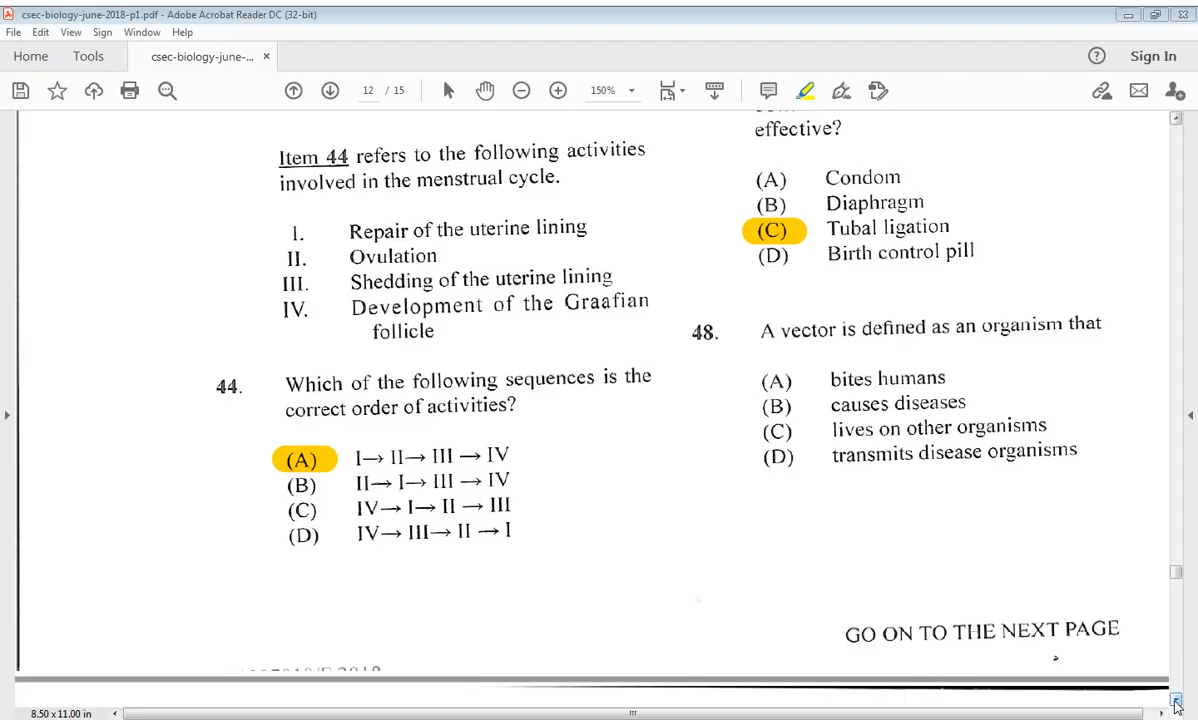 csec-biology-june-2018-p1.pdf - Adobe Acrobat Reader DC (32-bit)
File Edit View Sign Window Help
Home Tools csec-biology-june-... × Sign In
12 / 15 150%
Item 44 refers to the following activities
involved in the menstrual cycle.
I. Repair of the uterine lining
II. Ovulation
III. Shedding of the uterine lining
IV. Development of the Graafian
follicle
44. Which of the following sequences is the
correct order of activities?
(A) I→ II→ III → IV
(B) II→ I→ III → IV
(C) IV→ I→ II → III
(D) IV→ III→ II → I
effective?
(A) Condom
(B) Diaphragm
(C) Tubal ligation
(D) Birth control pill
48. A vector is defined as an organism that
(A) bites humans
(B) causes diseases
(C) lives on other organisms
(D) transmits disease organisms
GO ON TO THE NEXT PAGE
8.50 x 11.00 in